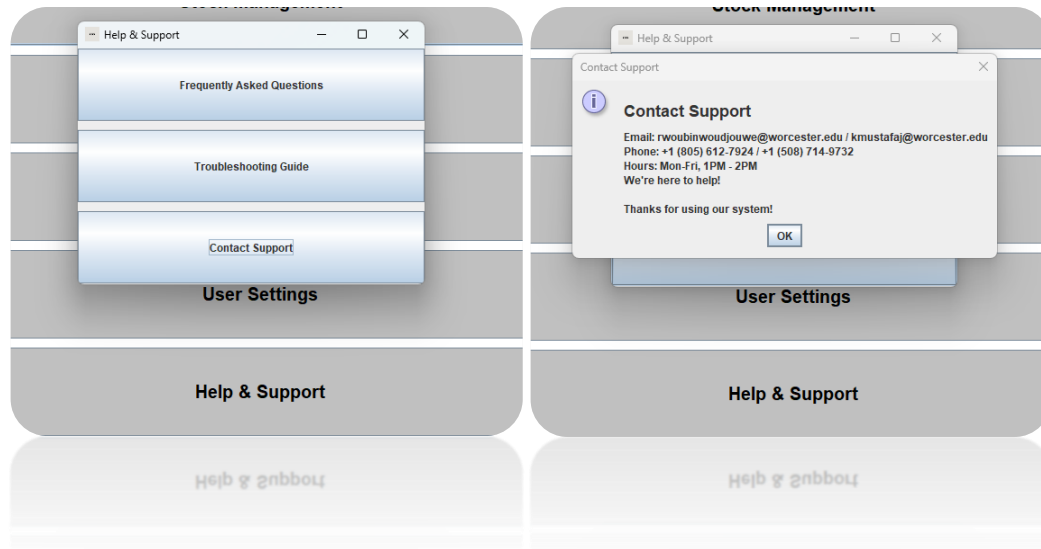 Stock Management
Help & Support
Frequently Asked Questions
Troubleshooting Guide
Contact Support
User Settings
Help & Support
Help & Support
Stock Management
Help & Support
Contact Support
Contact Support
Email: rwoubinwoudjouwe@worcester.edu / kmustafaj@worcester.edu
Phone: +1 (805) 612-7924 / +1 (508) 714-9732
Hours: Mon-Fri, 1PM - 2PM
We're here to help!
Thanks for using our system!
OK
User Settings
Help & Support
Help & Support